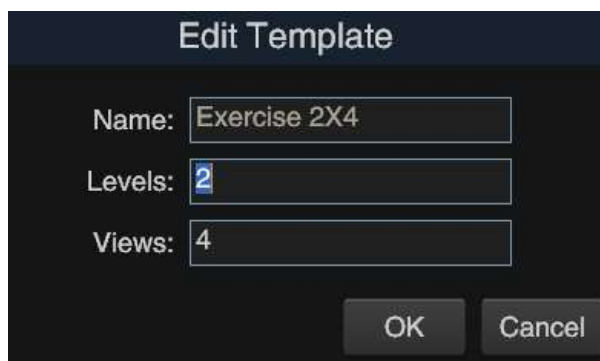 Edit Template
Name: Exercise 2X4
Levels: 2
Views: 4
OK Cancel